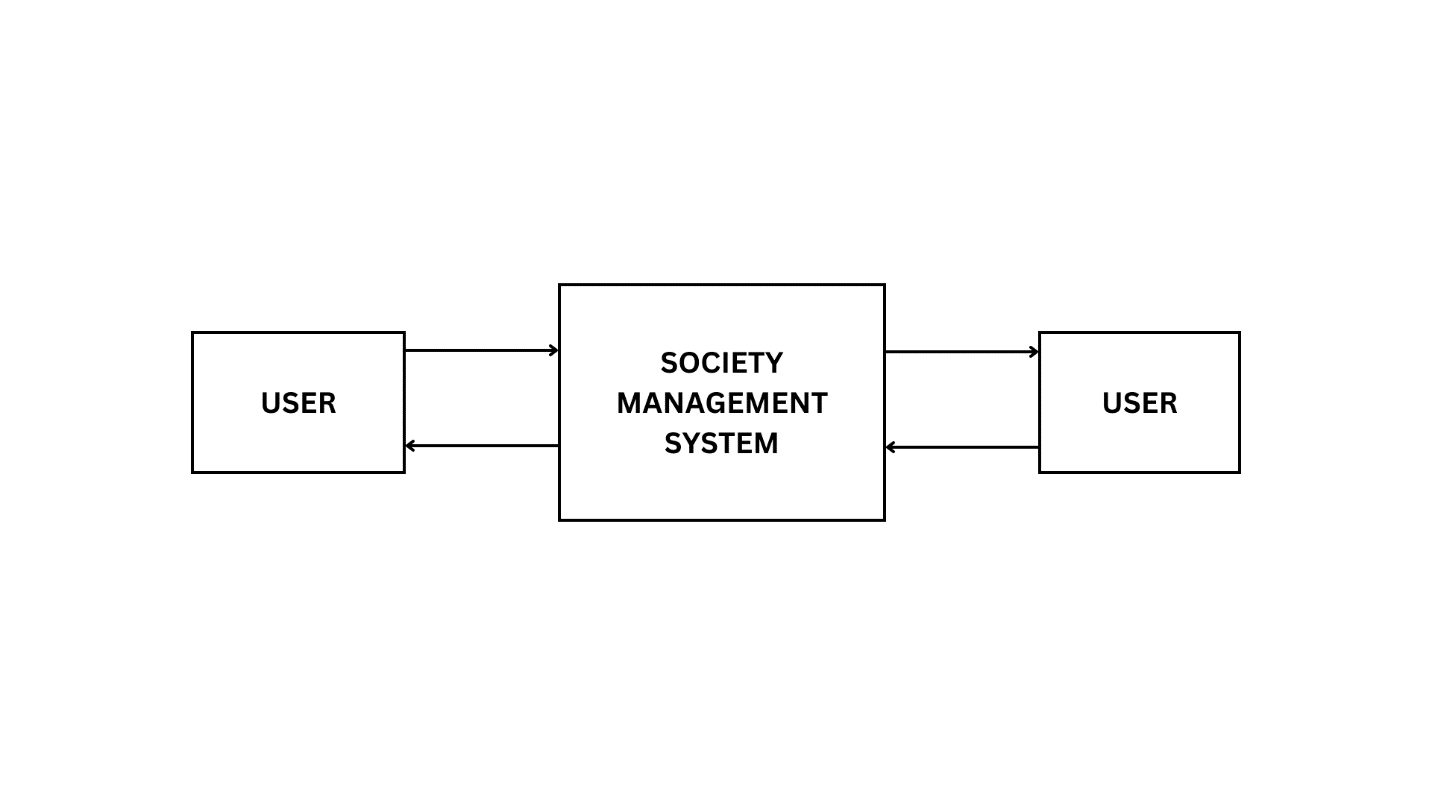 USER
SOCIETY
MANAGEMENT
SYSTEM
USER